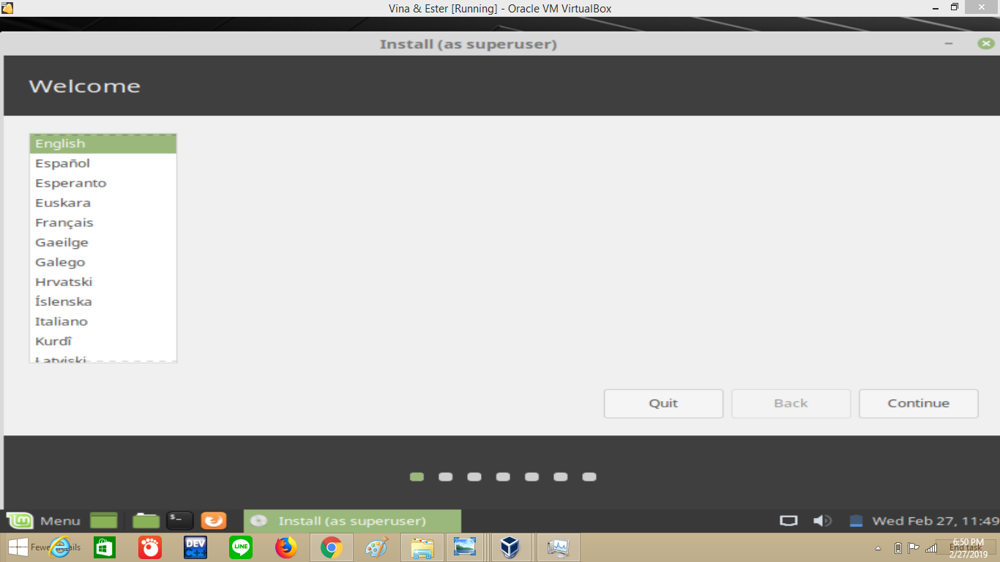 Vina & Ester [Running] - Oracle VM VirtualBox
Install (as superuser)
Welcome
English
Español
Esperanto
Euskara
Français
Gaeilge
Galego
Hrvatski
Íslenska
Italiano
Kurdî
Latviski
Quit
Back
Continue
Menu
$_
Install (as superuser)
Wed Feb 27, 11:49
Fewe
ails
DEV
C++
LINE
6:50 PM
End task
2/27/2019